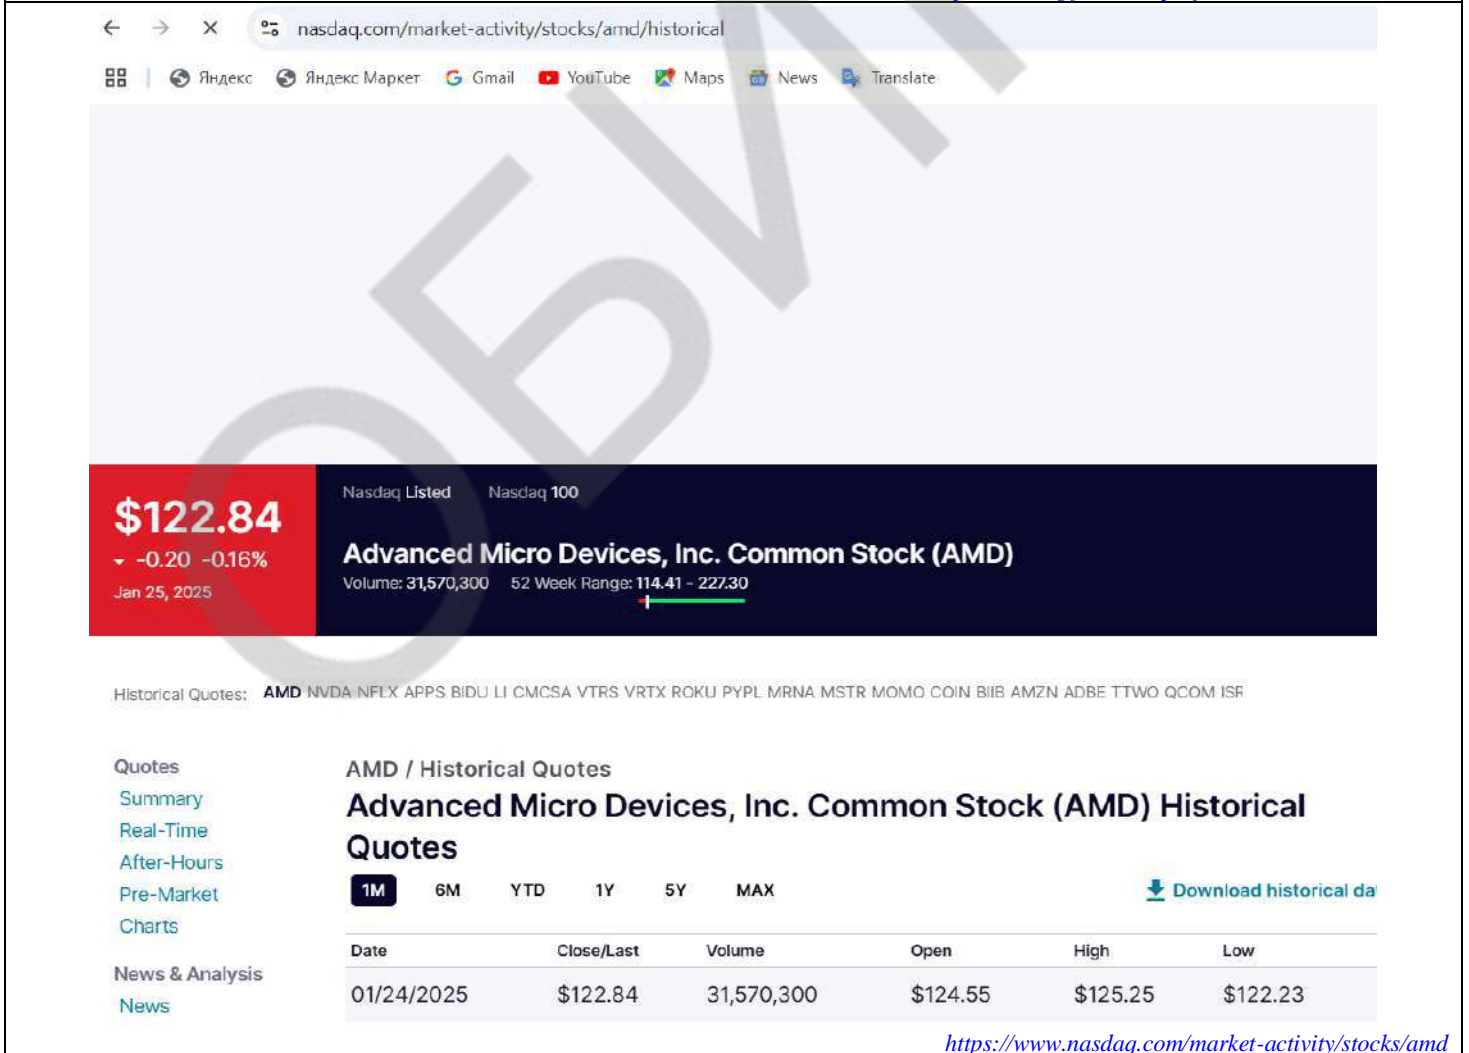 nasdaq.com/market-activity/stocks/amd/historical
Яндекс Яндекс Маркет Gmail YouTube Maps News Translate
$122.84
-0.20 -0.16%
Jan 25, 2025
Nasdaq Listed Nasdaq 100
Advanced Micro Devices, Inc. Common Stock (AMD)
Volume: 31,570,300 52 Week Range: 114.41 - 227.30
Historical Quotes: AMD NVDA NFLX APPS BIDU LI CMCSA VTRS VRTX ROKU PYPL MRNA MSTR MOMO COIN BIIB AMZN ADBE TTWO QCOM ISR
Quotes
Summary
Real-Time
After-Hours
Pre-Market
Charts
News & Analysis
News
AMD / Historical Quotes
Advanced Micro Devices, Inc. Common Stock (AMD) Historical
Quotes
1M 6M YTD 1Y 5Y MAX
Download historical da
Date Close/Last Volume Open High Low
01/24/2025 $122.84 31,570,300 $124.55 $125.25 $122.23
https://www.nasdaq.com/market-activity/stocks/amd